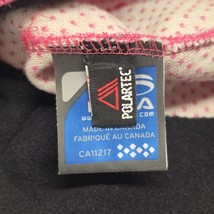 POLARTEC®
MADE IN CANADA
FABRIQUÉ AU CANADA
CA11217